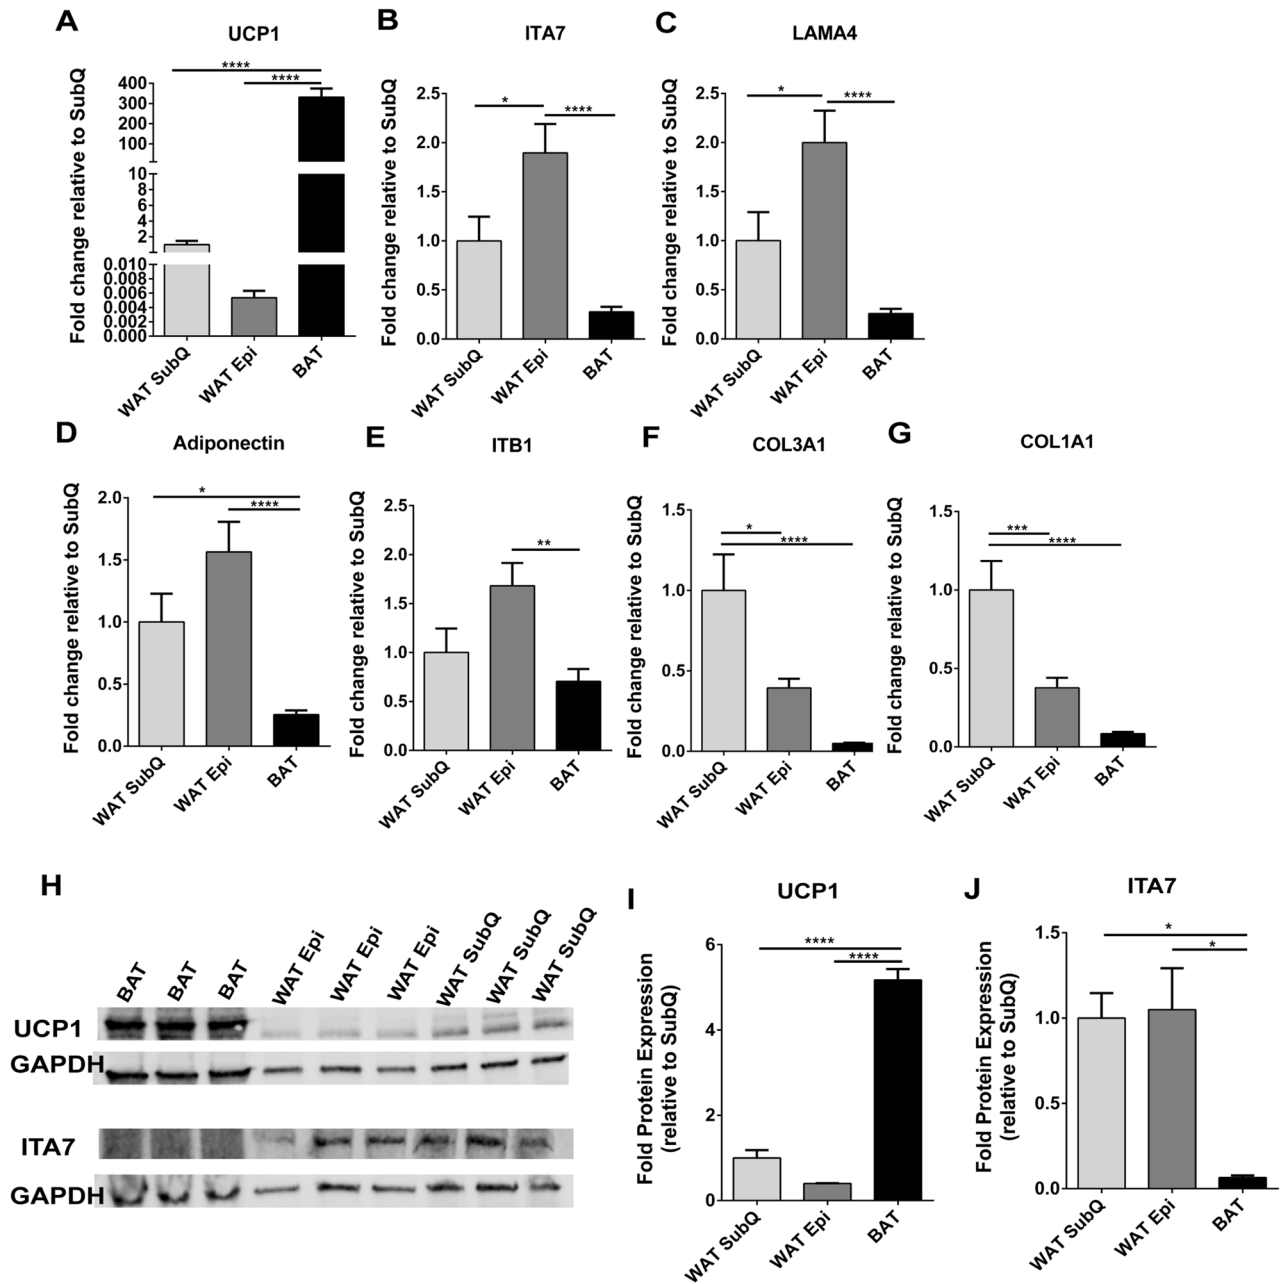 A
UCP1
Fold change relative to SubQ
400
300
200
100
10
8
6
4
2
0.010
0.008
0.006
0.004
0.002
0.000
****
****
WAT SubQ
WAT Epi
BAT
B
ITA7
Fold change relative to SubQ
2.5
2.0
1.5
1.0
0.5
0.0
*
****
WAT SubQ
WAT Epi
BAT
C
LAMA4
Fold change relative to SubQ
2.5
2.0
1.5
1.0
0.5
0.0
*
****
WAT SubQ
WAT Epi
BAT
D
Adiponectin
Fold change relative to SubQ
2.0
1.5
1.0
0.5
0.0
*
****
WAT SubQ
WAT Epi
BAT
E
ITB1
Fold change relative to SubQ
2.5
2.0
1.5
1.0
0.5
0.0
**
WAT SubQ
WAT Epi
BAT
F
COL3A1
Fold change relative to SubQ
1.5
1.0
0.5
0.0
*
****
WAT SubQ
WAT Epi
BAT
G
COL1A1
Fold change relative to SubQ
1.5
1.0
0.5
0.0
***
****
WAT SubQ
WAT Epi
BAT
H
BAT
BAT
BAT
WAT Epi
WAT Epi
WAT Epi
WAT SubQ
WAT SubQ
WAT SubQ
UCP1
GAPDH
ITA7
GAPDH
I
UCP1
Fold Protein Expression
(relative to SubQ)
6
4
2
0
****
****
WAT SubQ
WAT Epi
BAT
J
ITA7
Fold Protein Expression
(relative to SubQ)
1.5
1.0
0.5
0.0
*
*
WAT SubQ
WAT Epi
BAT